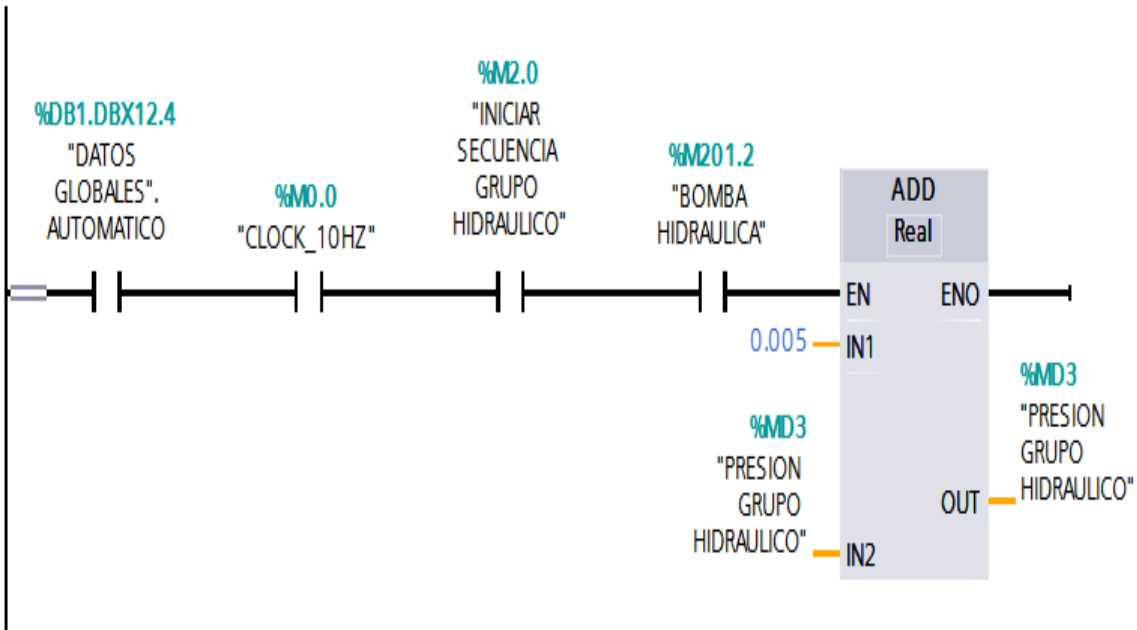 %DB1.DBX12.4
"DATOS
GLOBALES".
AUTOMATICO
%M0.0
"CLOCK_10HZ"
%M2.0
"INICIAR
SECUENCIA
GRUPO
HIDRAULICO"
%M201.2
"BOMBA
HIDRAULICA"
ADD
Real
EN
ENO
0.005
IN1
%MD3
"PRESION
GRUPO
HIDRAULICO"
IN2
%MD3
"PRESION
GRUPO
HIDRAULICO"
OUT